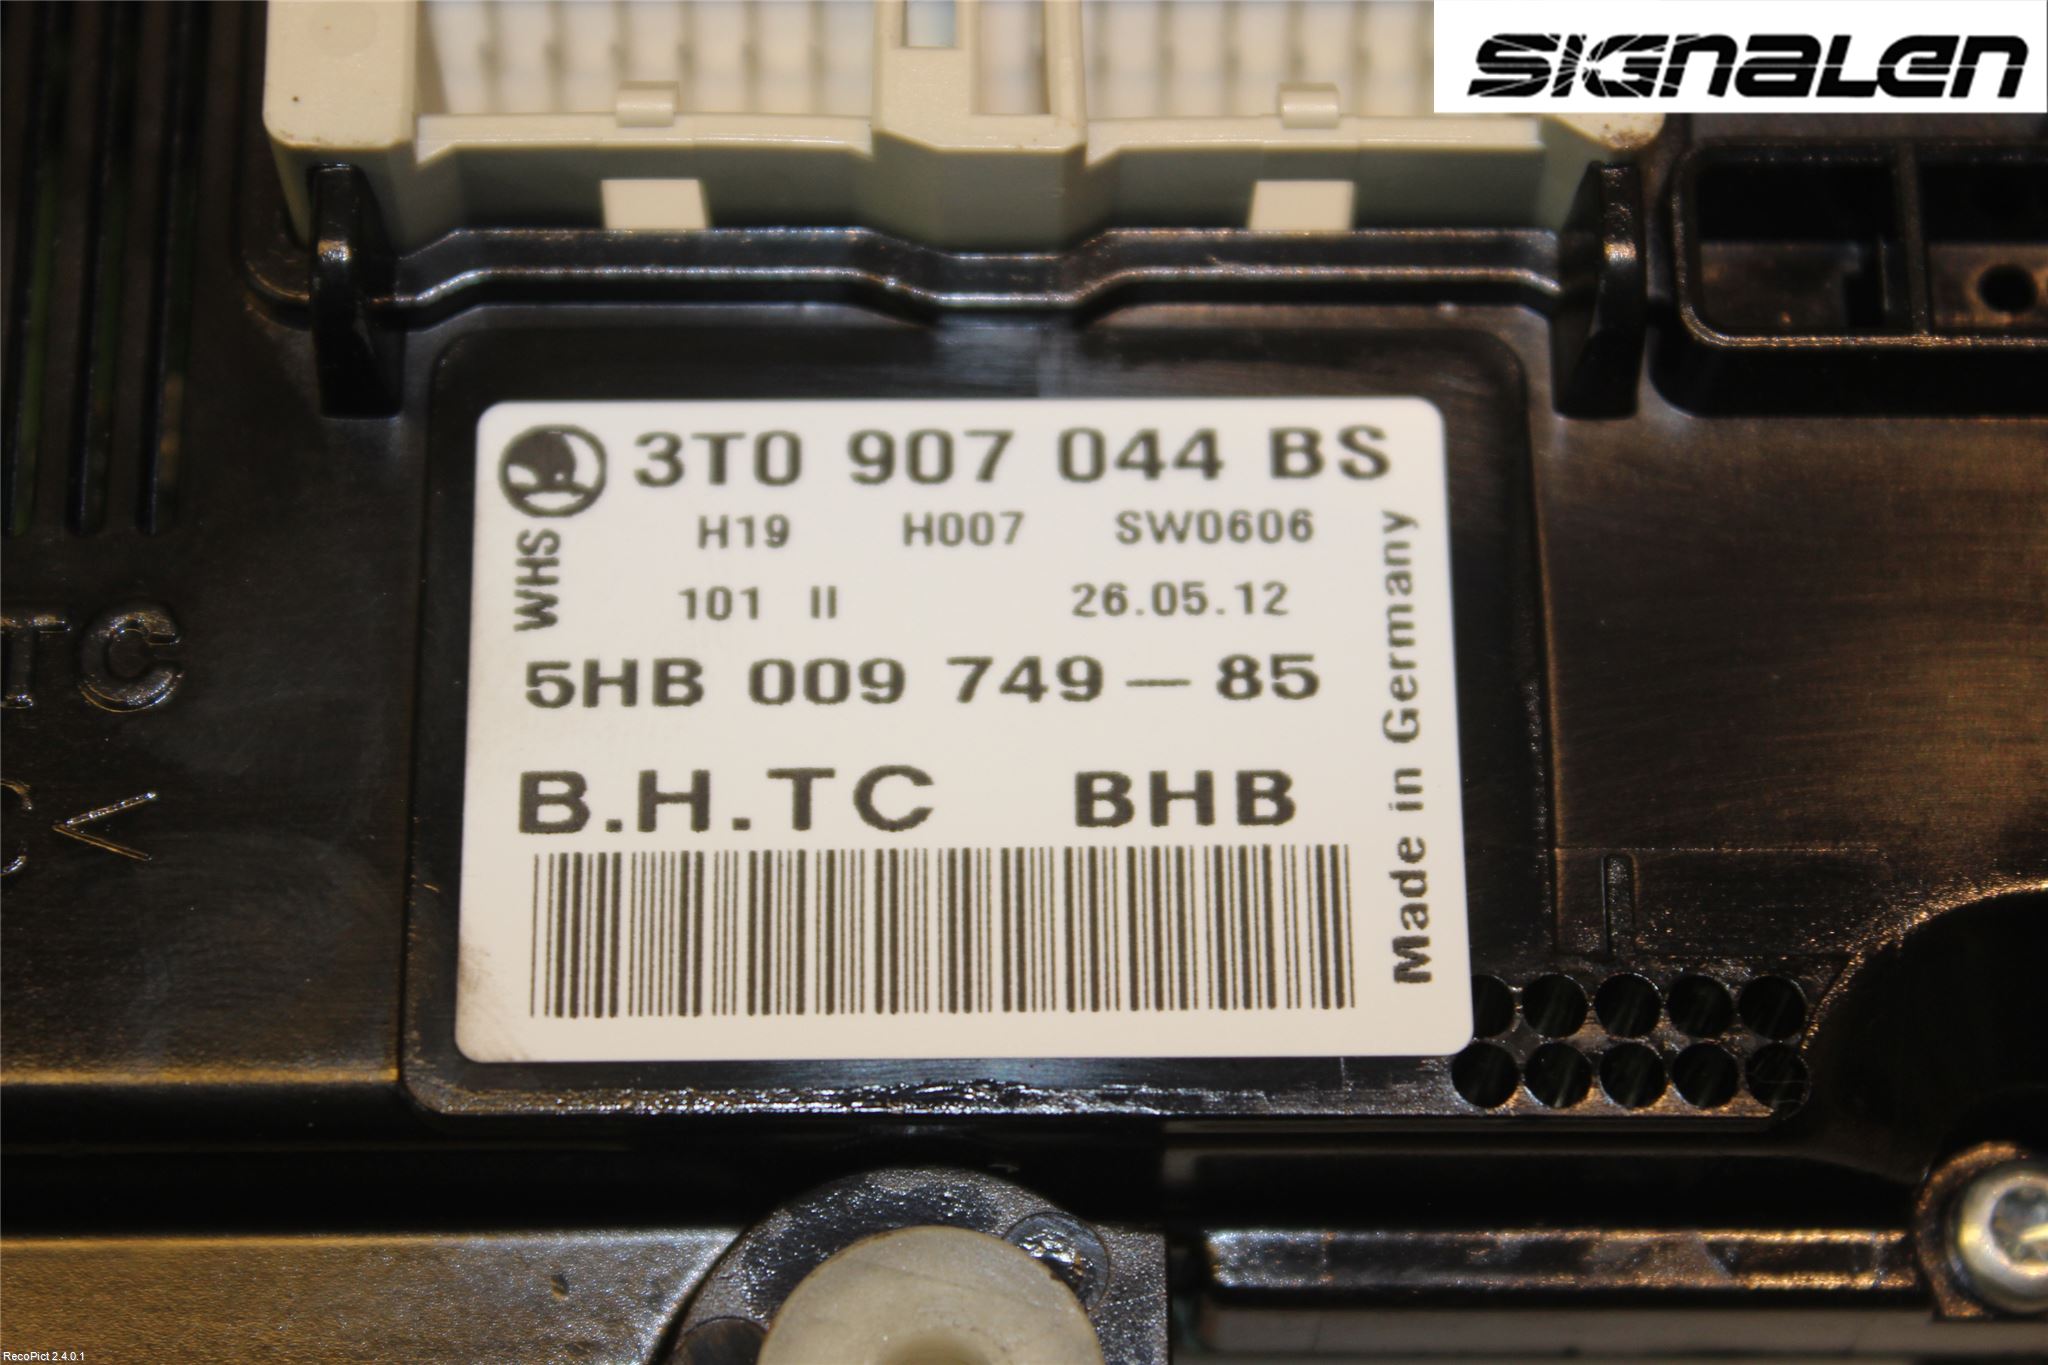 SIGNALEN
3T0 907 044 BS
H19 H007 SW0606
WHS
101 II 26.05.12
5HB 009 749-85
B.H.TC BHB
Made in Germany
TC
RecoPict 2.4.0.1